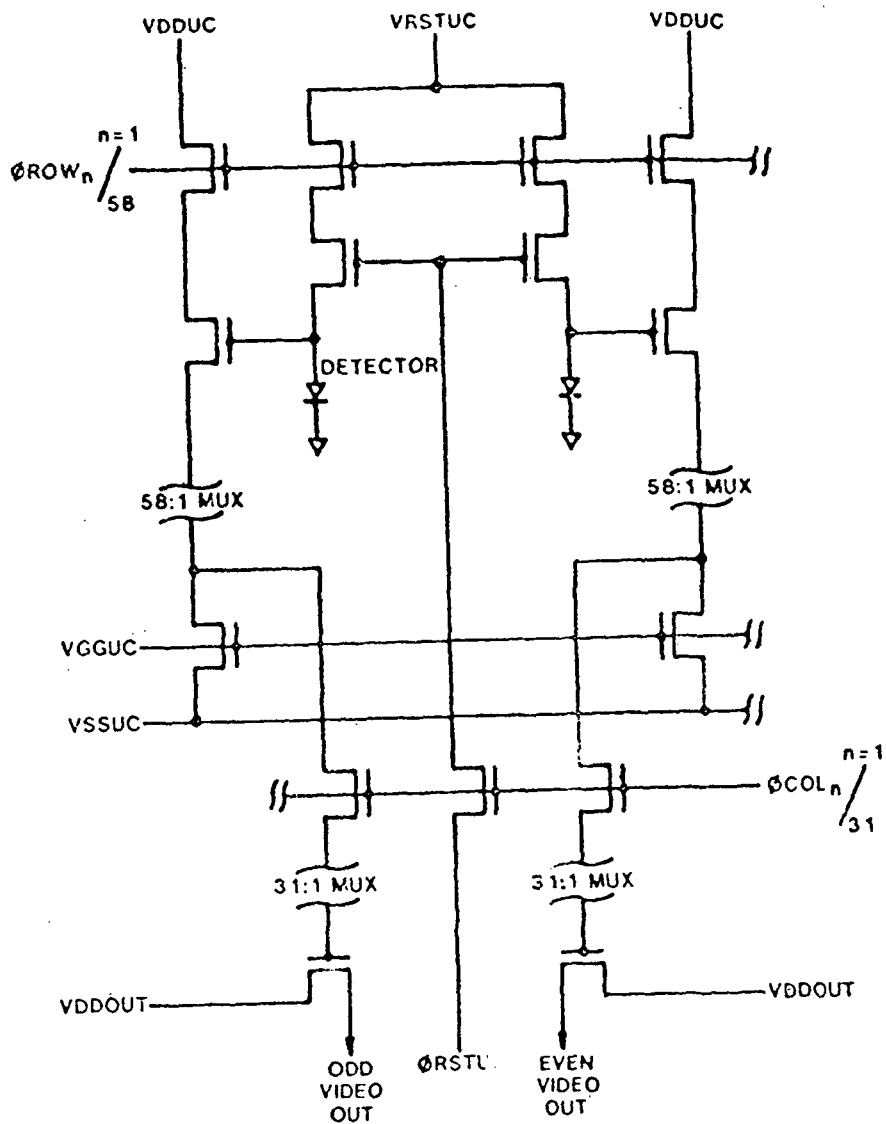 VDDUC
VRSTUC
VDDUC
n=1
ØROWn
58
DETECTOR
58:1 MUX
58:1 MUX
VGGUC
VSSUC
n=1
ØCOLn
31
31:1 MUX
31:1 MUX
VDDOUT
VDDOUT
ODD
VIDEO
OUT
EVEN
VIDEO
OUT